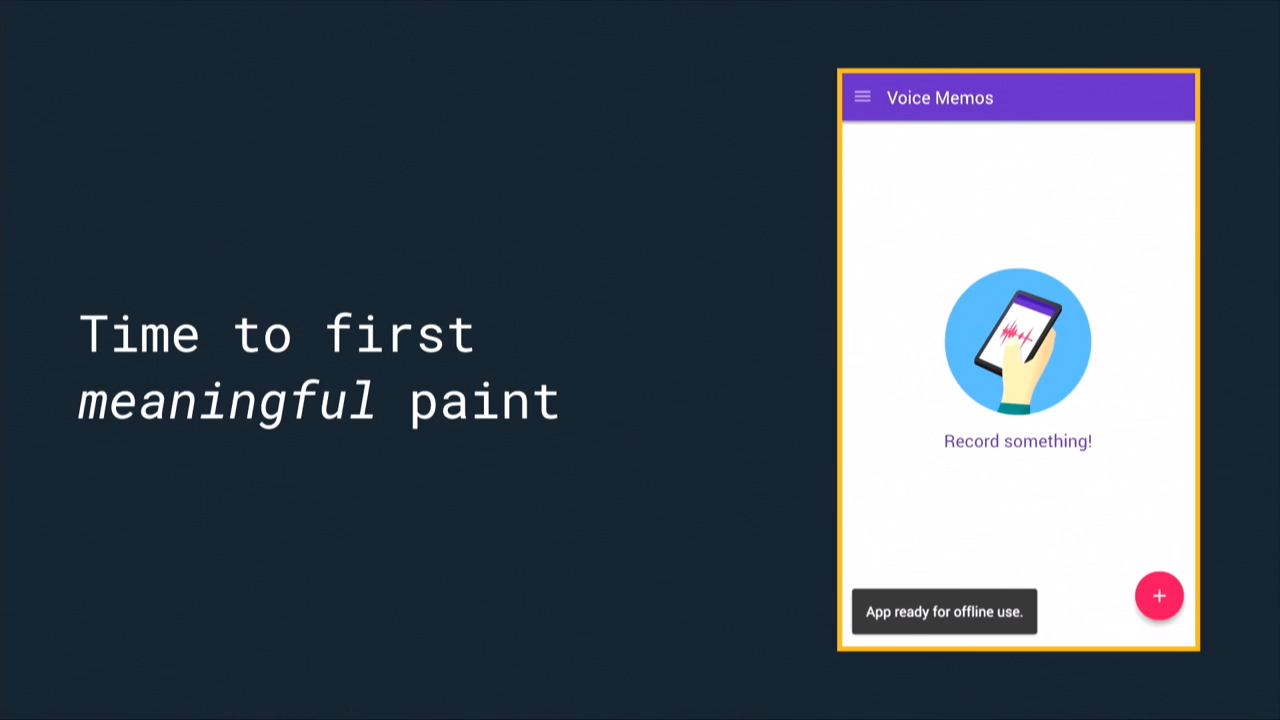 Time to first
meaningful paint
Voice Memos
Record something!
App ready for offline use.
+